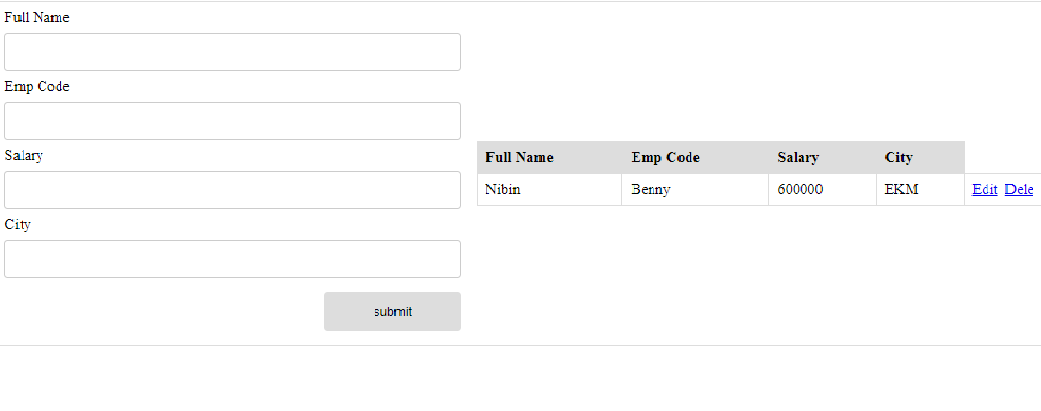 Full Name
Emp Code
Salary
City
submit
Full Name Emp Code Salary City
Nibin Benny 600000 EKM Edit Dele